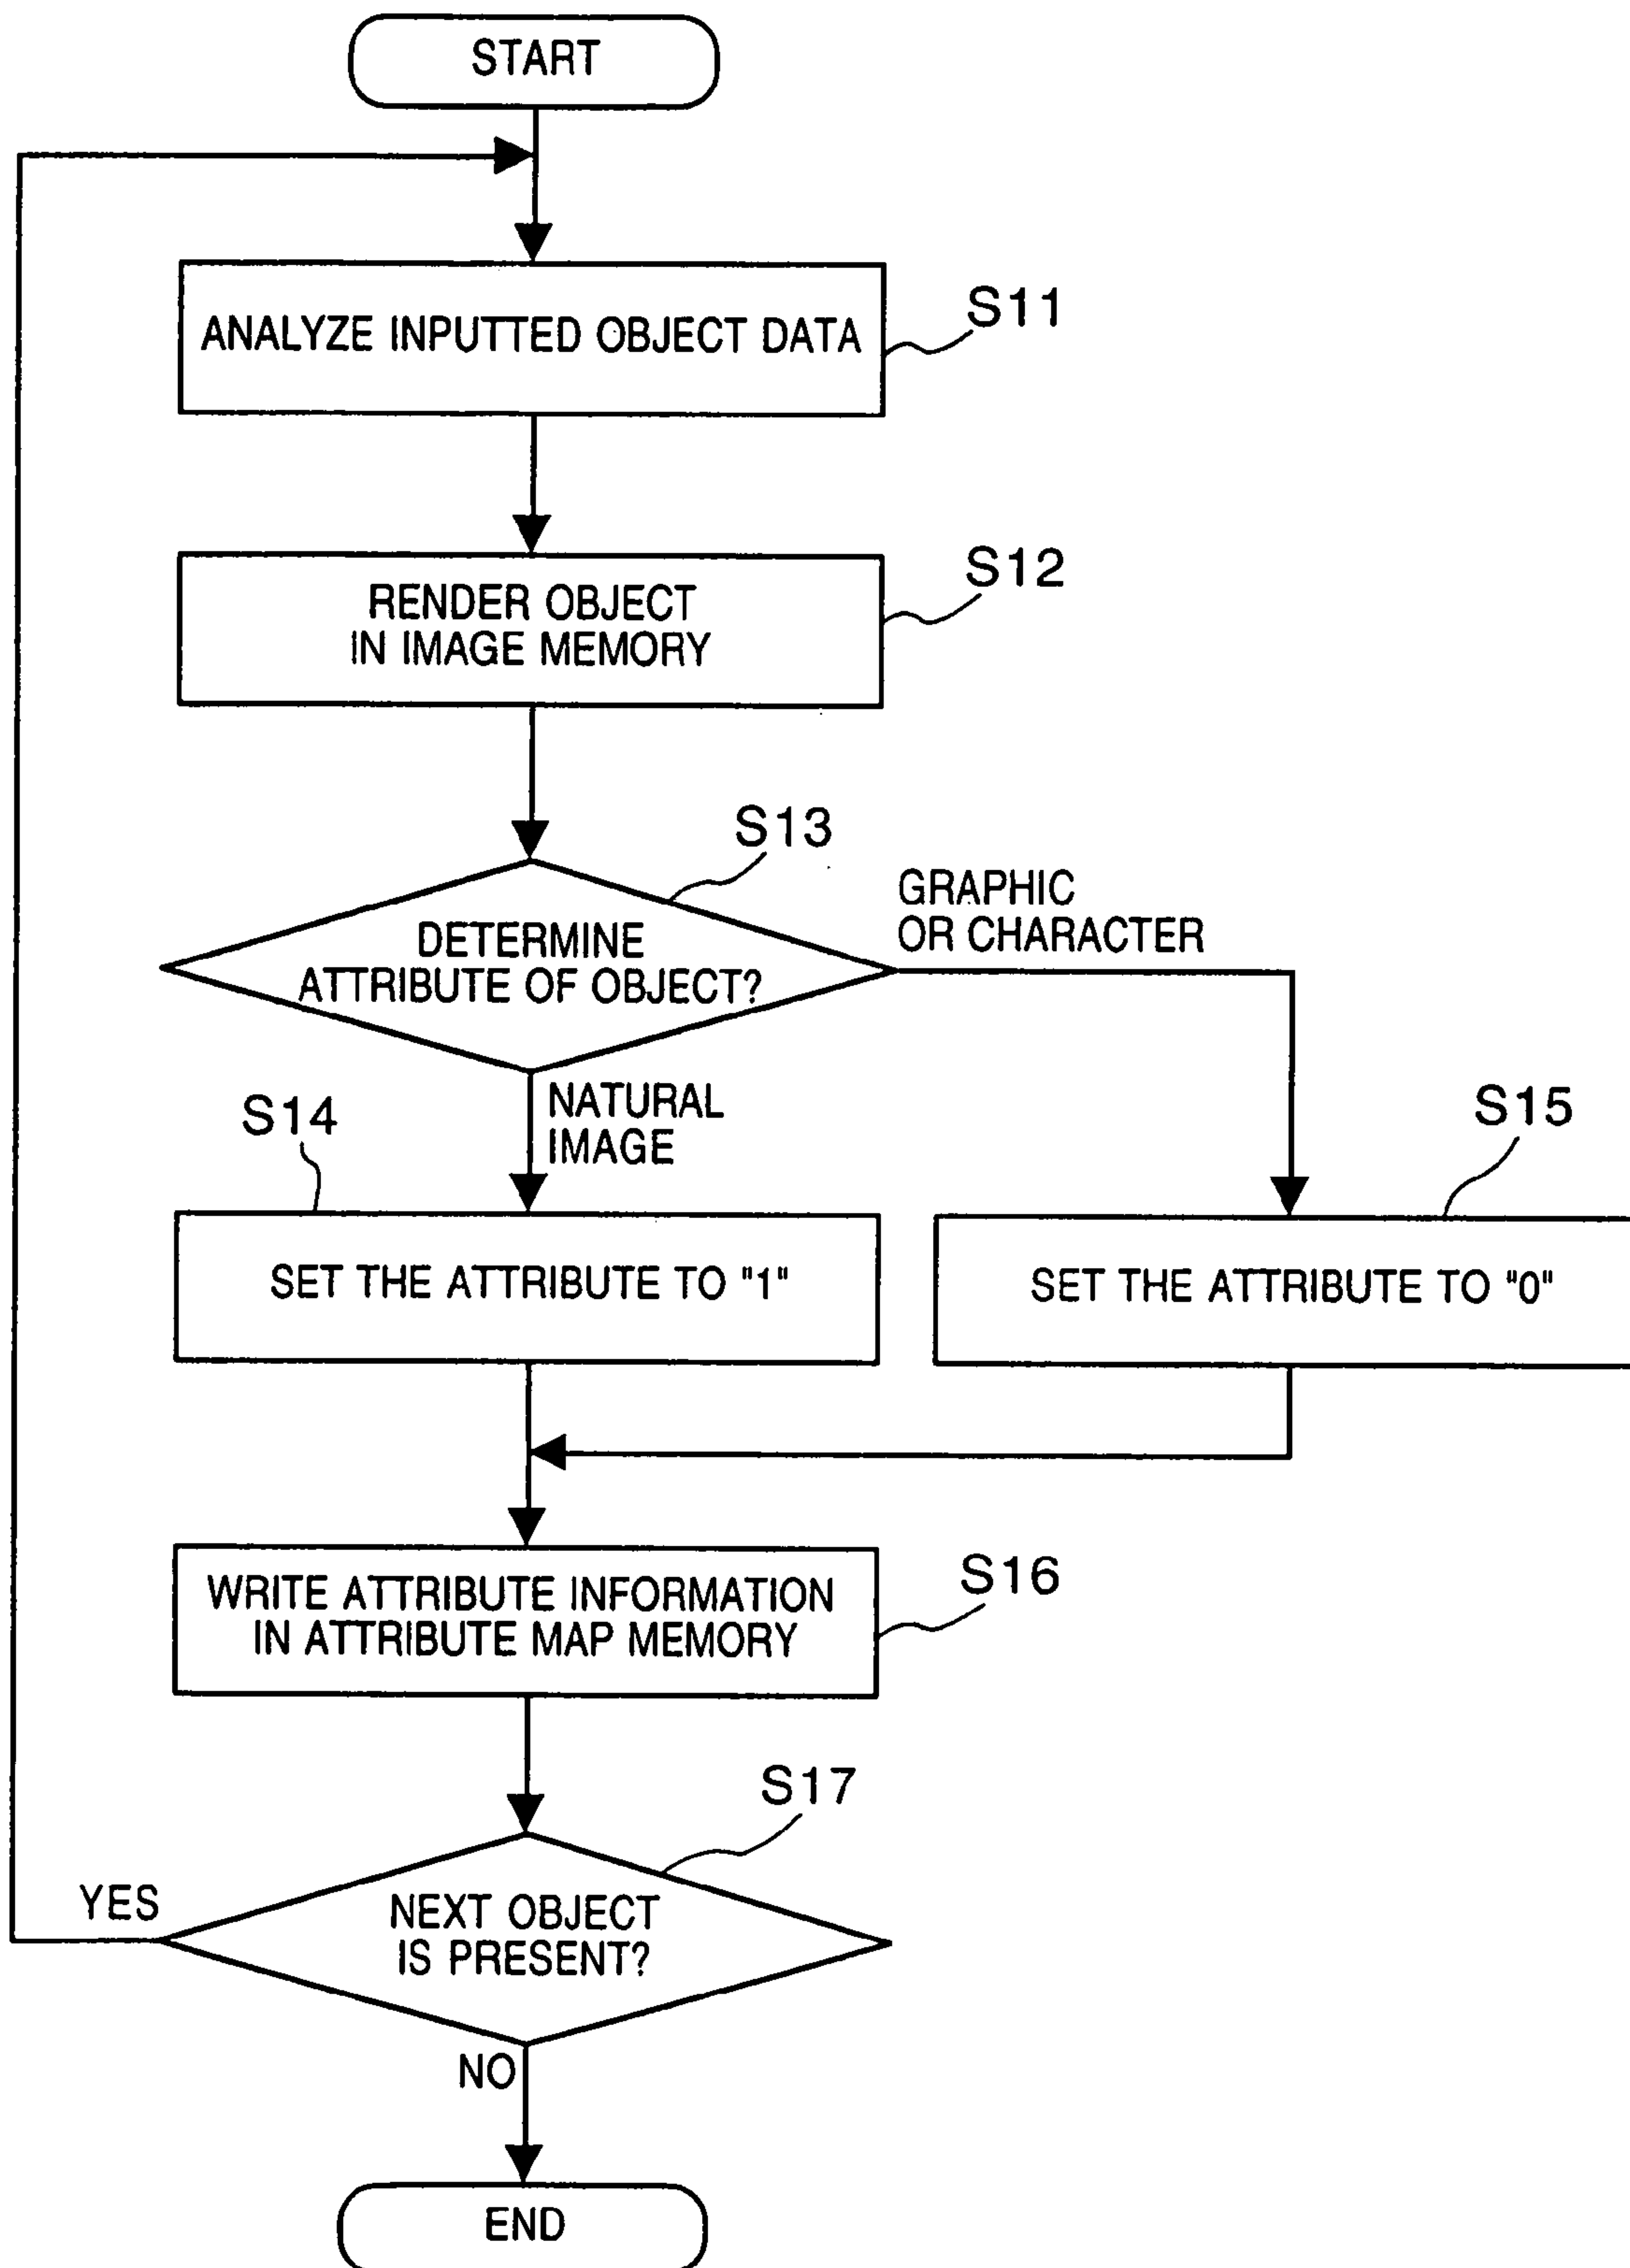 START
ANALYZE INPUTTED OBJECT DATA
S11
RENDER OBJECT
IN IMAGE MEMORY
S12
S13
DETERMINE
ATTRIBUTE OF OBJECT?
GRAPHIC
OR CHARACTER
NATURAL
IMAGE
S14
SET THE ATTRIBUTE TO "1"
S15
SET THE ATTRIBUTE TO "0"
WRITE ATTRIBUTE INFORMATION
IN ATTRIBUTE MAP MEMORY
S16
S17
NEXT OBJECT
IS PRESENT?
YES
NO
END